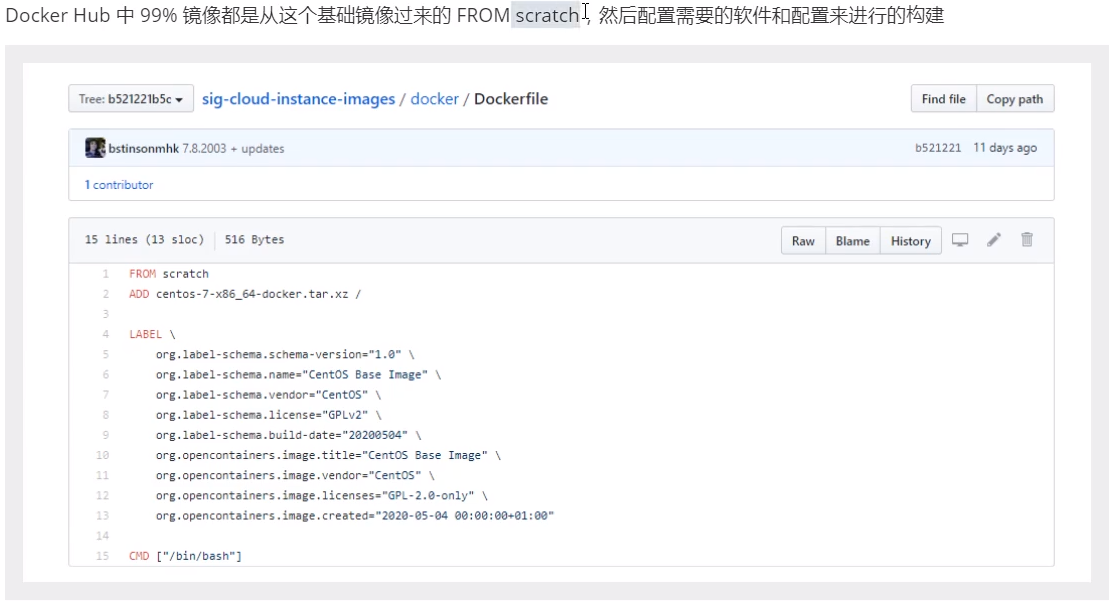 Docker Hub 中 99% 镜像都是从这个基础镜像过来的 FROM scratch , 然后配置需要的软件和配置来进行的构建
Tree: b521221b5c sig-cloud-instance-images / docker / Dockerfile Find file Copy path
bstinsonmhk 7.8.2003 + updates b521221 11 days ago
1 contributor
15 lines (13 sloc) 516 Bytes Raw Blame History
1 FROM scratch
2 ADD centos-7-x86_64-docker.tar.xz /
3
4 LABEL \
5 org.label-schema.schema-version="1.0" \
6 org.label-schema.name="CentOS Base Image" \
7 org.label-schema.vendor="CentOS" \
8 org.label-schema.license="GPLv2" \
9 org.label-schema.build-date="20200504" \
10 org.opencontainers.image.title="CentOS Base Image" \
11 org.opencontainers.image.vendor="CentOS" \
12 org.opencontainers.image.licenses="GPL-2.0-only" \
13 org.opencontainers.image.created="2020-05-04 00:00:00+01:00"
14
15 CMD ["/bin/bash"]